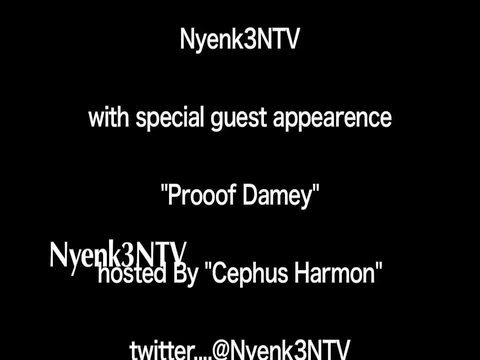 Nyenk3NTV
with special guest appearence
"Prooof Damey"
Nyenk3NTV
hosted By "Cephus Harmon"
twitter....@Nyenk3NTV